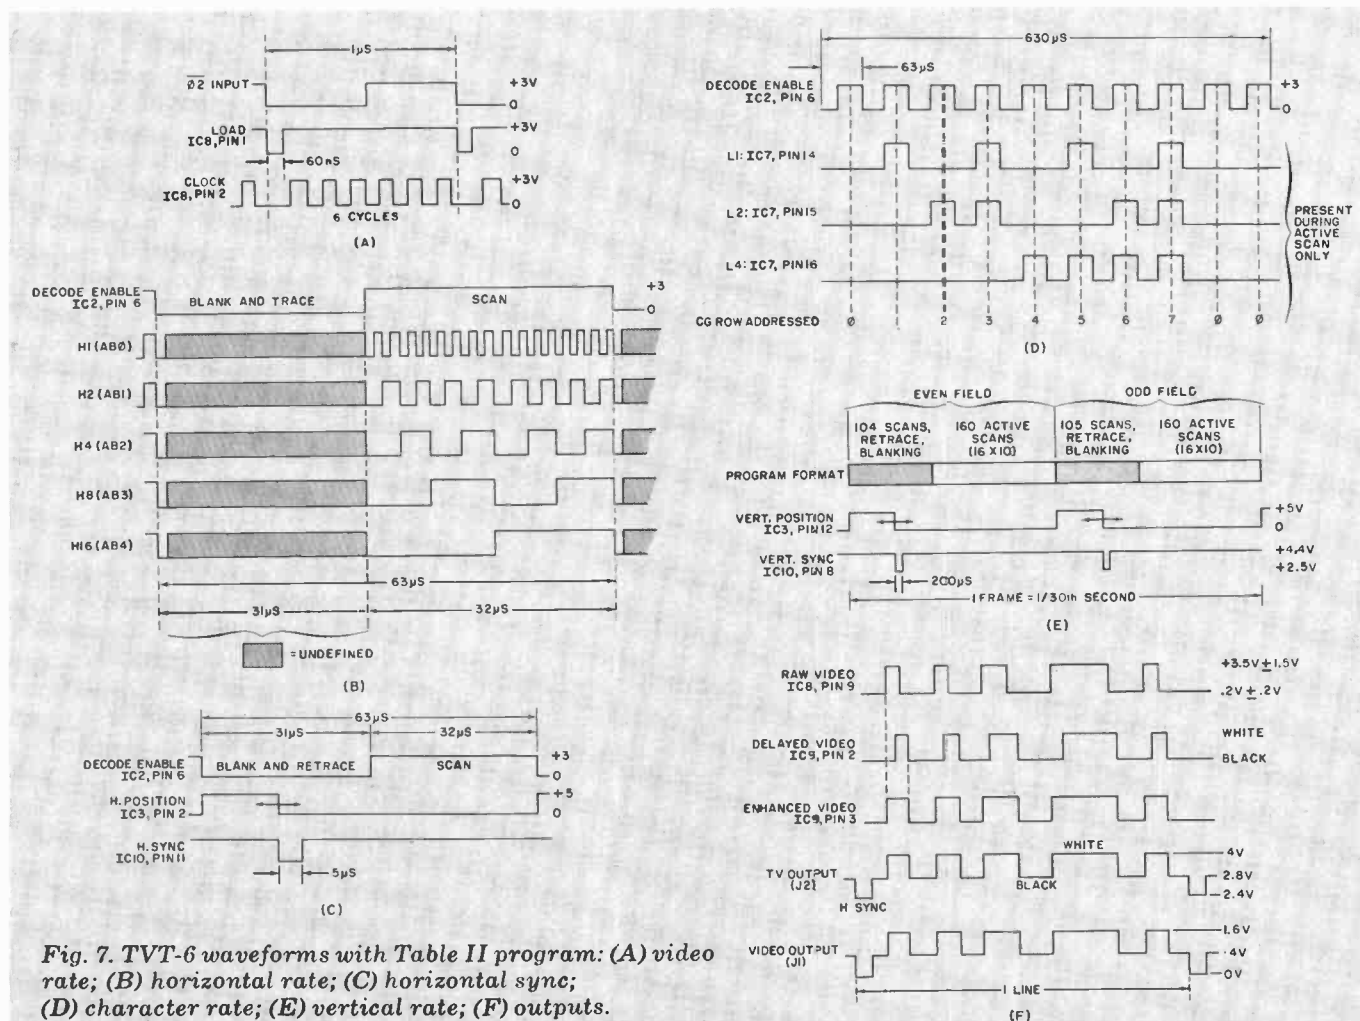 1µS
ø2 INPUT
+3V
0
LOAD
IC8, PIN 1
+3V
0
60nS
CLOCK
IC8, PIN 2
+3V
0
6 CYCLES
(A)
DECODE ENABLE
IC2, PIN 6
BLANK AND TRACE
SCAN
+3
0
H1 (ABØ)
H2 (AB1)
H4 (AB2)
H8 (AB3)
H16 (AB4)
63µS
31µS
32µS
=UNDEFINED
(B)
63µS
31µS
32µS
DECODE ENABLE
IC2, PIN 6
BLANK AND RETRACE
SCAN
+3
0
H. POSITION
IC3, PIN 2
+5
0
H. SYNC
IC10, PIN 11
5µS
(C)
630µS
63µS
DECODE ENABLE
IC2, PIN 6
+3
0
L1: IC7, PIN 14
L2: IC7, PIN 15
L4: IC7, PIN 16
PRESENT
DURING
ACTIVE
SCAN
ONLY
CG ROW ADDRESSED 0 1 2 3 4 5 6 7 0 0
(D)
EVEN FIELD
ODD FIELD
104 SCANS,
RETRACE,
BLANKING
160 ACTIVE
SCANS
(16 X 10)
105 SCANS,
RETRACE,
BLANKING
160 ACTIVE
SCANS
(16 X 10)
PROGRAM FORMAT
VERT. POSITION
IC3, PIN 12
+5V
0
VERT. SYNC
IC10, PIN 8
+4.4V
+2.5V
200µS
1 FRAME = 1/30th SECOND
(E)
RAW VIDEO
IC8, PIN 9
+3.5V ± 1.5V
.2V ± .2V
DELAYED VIDEO
IC9, PIN 2
WHITE
BLACK
ENHANCED VIDEO
IC9, PIN 3
TV OUTPUT
(J2)
WHITE
BLACK
4V
2.8V
2.4V
H SYNC
VIDEO OUTPUT
(J1)
1.6V
.4V
0V
1 LINE
(F)
Fig. 7. TVT-6 waveforms with Table II program: (A) video
rate; (B) horizontal rate; (C) horizontal sync;
(D) character rate; (E) vertical rate; (F) outputs.